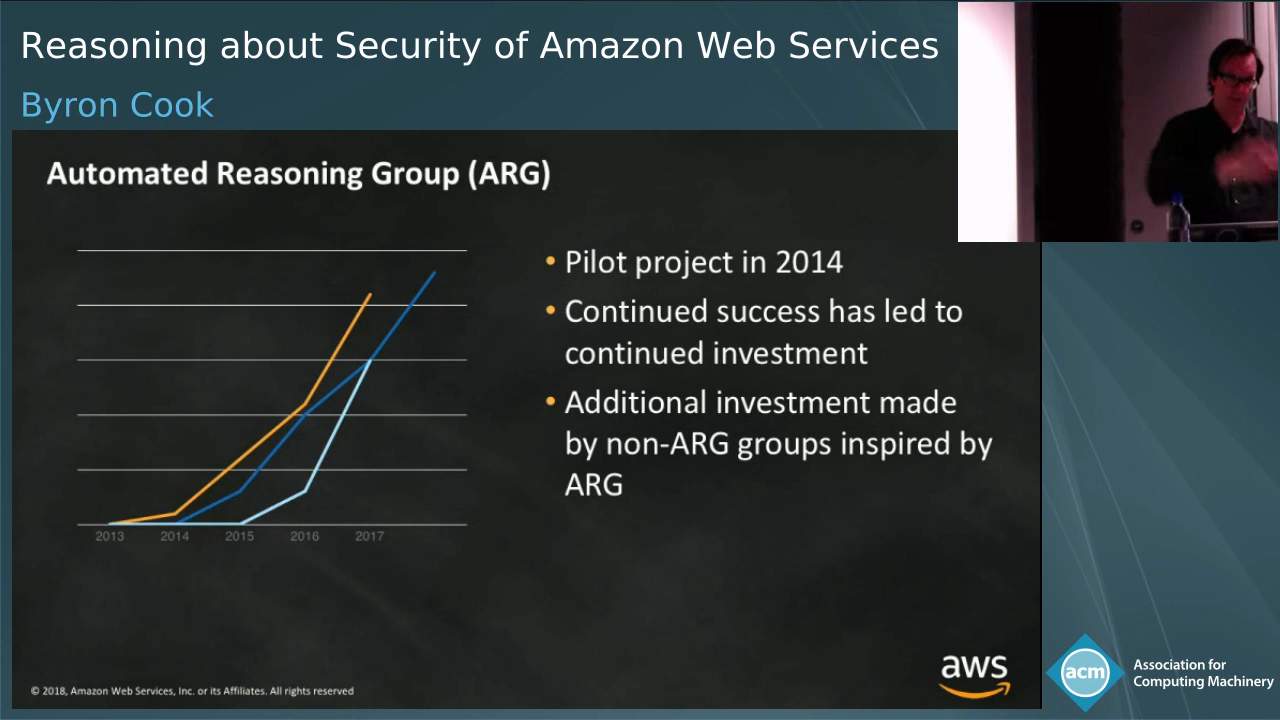 Reasoning about Security of Amazon Web Services
Byron Cook
Automated Reasoning Group (ARG)
• Pilot project in 2014
• Continued success has led to
continued investment
• Additional investment made
by non-ARG groups inspired by
ARG
2013 2014 2015 2016 2017
© 2018, Amazon Web Services, Inc. or its Affiliates. All rights reserved
aws
acm
Association for
Computing Machinery